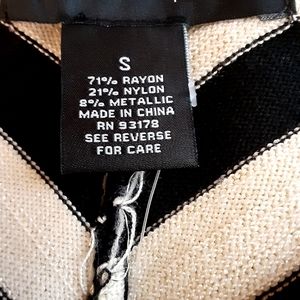 S
71% RAYON
21% NYLON
8% METALLIC
MADE IN CHINA
RN 93178
SEE REVERSE
FOR CARE